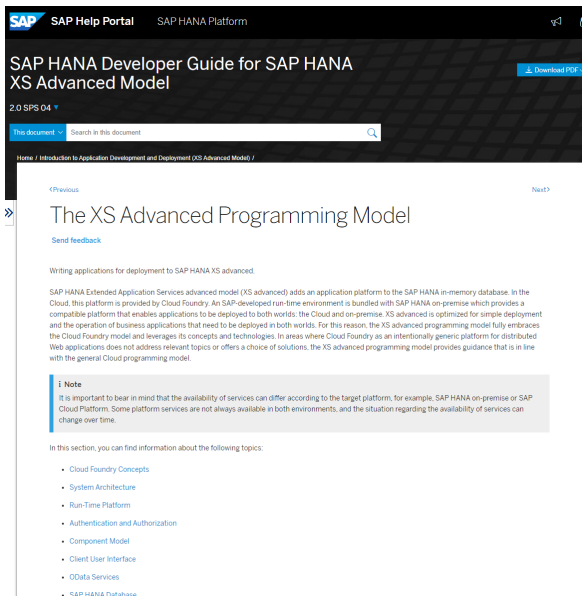 SAP SAP Help Portal SAP HANA Platform
SAP HANA Developer Guide for SAP HANA
XS Advanced Model
Download PDF
2.0 SPS 04
This document Search in this document
Home / Introduction to Application Development and Deployment (XS Advanced Model) /
<Previous Next>
The XS Advanced Programming Model
Send feedback
Writing applications for deployment to SAP HANA XS advanced.
SAP HANA Extended Application Services advanced model (XS advanced) adds an application platform to the SAP HANA in-memory database. In the
Cloud, this platform is provided by Cloud Foundry. An SAP-developed run-time environment is bundled with SAP HANA on-premise which provides a
compatible platform that enables applications to be deployed to both worlds: the Cloud and on-premise. XS advanced is optimized for simple deployment
and the operation of business applications that need to be deployed in both worlds. For this reason, the XS advanced programming model fully embraces
the Cloud Foundry model and leverages its concepts and technologies. In areas where Cloud Foundry as an intentionally generic platform for distributed
Web applications does not address relevant topics or offers a choice of solutions, the XS advanced programming model provides guidance that is in line
with the general Cloud programming model.
i Note
It is important to bear in mind that the availability of services can differ according to the target platform, for example, SAP HANA on-premise or SAP
Cloud Platform. Some platform services are not always available in both environments, and the situation regarding the availability of services can
change over time.
In this section, you can find information about the following topics:
• Cloud Foundry Concepts
• System Architecture
• Run-Time Platform
• Authentication and Authorization
• Component Model
• Client User Interface
• OData Services
• SAP HANA Database